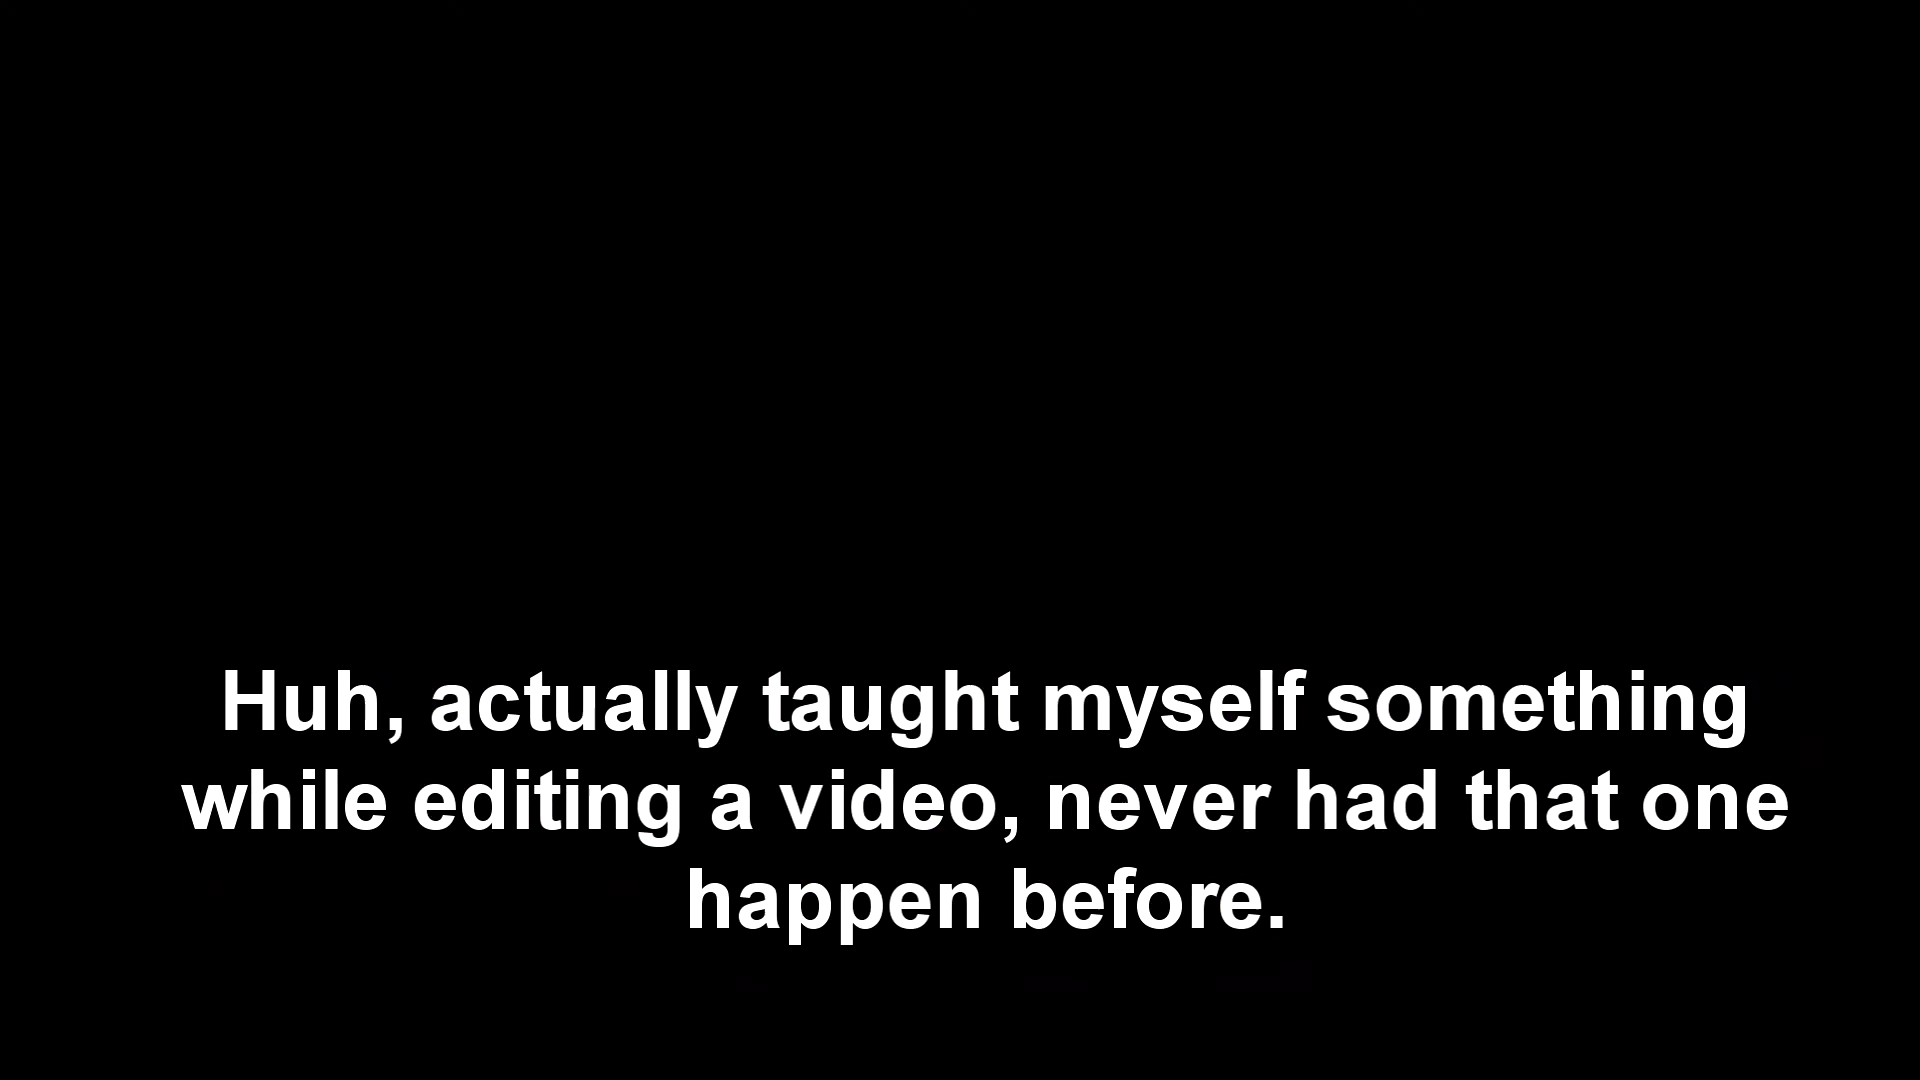 Huh, actually taught myself something
while editing a video, never had that one
happen before.